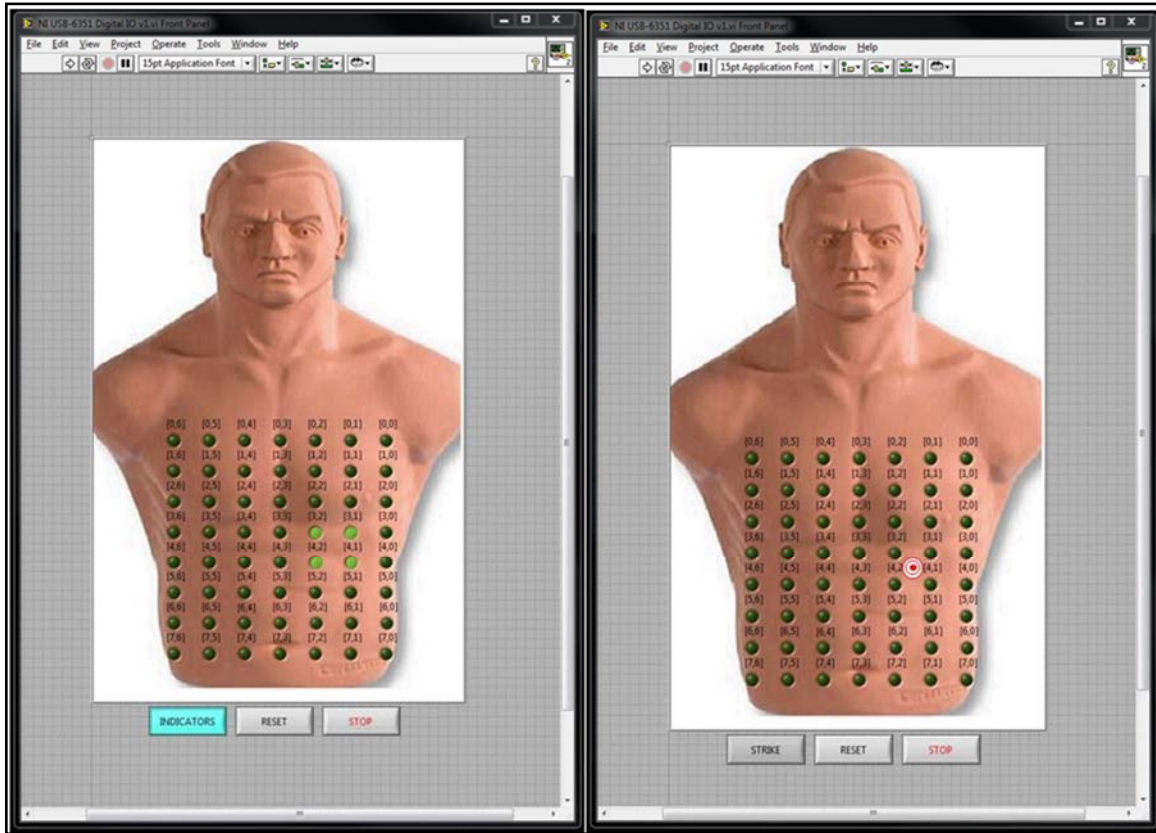 NI USB-6351 Digital IO v1.vi Front Panel
File Edit View Project Operate Tools Window Help
15pt Application Font
[0,6] [0,5] [0,4] [0,3] [0,2] [0,1] [0,0]
[1,6] [1,5] [1,4] [1,3] [1,2] [1,1] [1,0]
[2,6] [2,5] [2,4] [2,3] [2,2] [2,1] [2,0]
[3,6] [3,5] [3,4] [3,3] [3,2] [3,1] [3,0]
[4,6] [4,5] [4,4] [4,3] [4,2] [4,1] [4,0]
[5,6] [5,5] [5,4] [5,3] [5,2] [5,1] [5,0]
[6,6] [6,5] [6,4] [6,3] [6,2] [6,1] [6,0]
[7,6] [7,5] [7,4] [7,3] [7,2] [7,1] [7,0]
INDICATORS RESET STOP
NI USB-6351 Digital IO v1.vi Front Panel
File Edit View Project Operate Tools Window Help
15pt Application Font
[0,6] [0,5] [0,4] [0,3] [0,2] [0,1] [0,0]
[1,6] [1,5] [1,4] [1,3] [1,2] [1,1] [1,0]
[2,6] [2,5] [2,4] [2,3] [2,2] [2,1] [2,0]
[3,6] [3,5] [3,4] [3,3] [3,2] [3,1] [3,0]
[4,6] [4,5] [4,4] [4,3] [4,2] [4,1] [4,0]
[5,6] [5,5] [5,4] [5,3] [5,2] [5,1] [5,0]
[6,6] [6,5] [6,4] [6,3] [6,2] [6,1] [6,0]
[7,6] [7,5] [7,4] [7,3] [7,2] [7,1] [7,0]
STRIKE RESET STOP